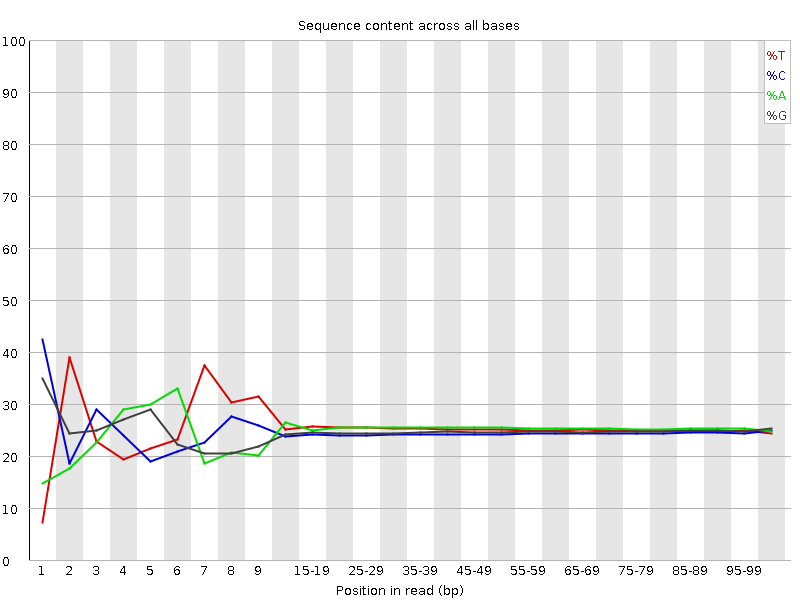 Sequence content across all bases
100
90
80
70
60
50
40
30
20
10
0
%T
%C
%A
%G
1 2 3 4 5 6 7 8 9 15-19 25-29 35-39 45-49 55-59 65-69 75-79 85-89 95-99
Position in read (bp)